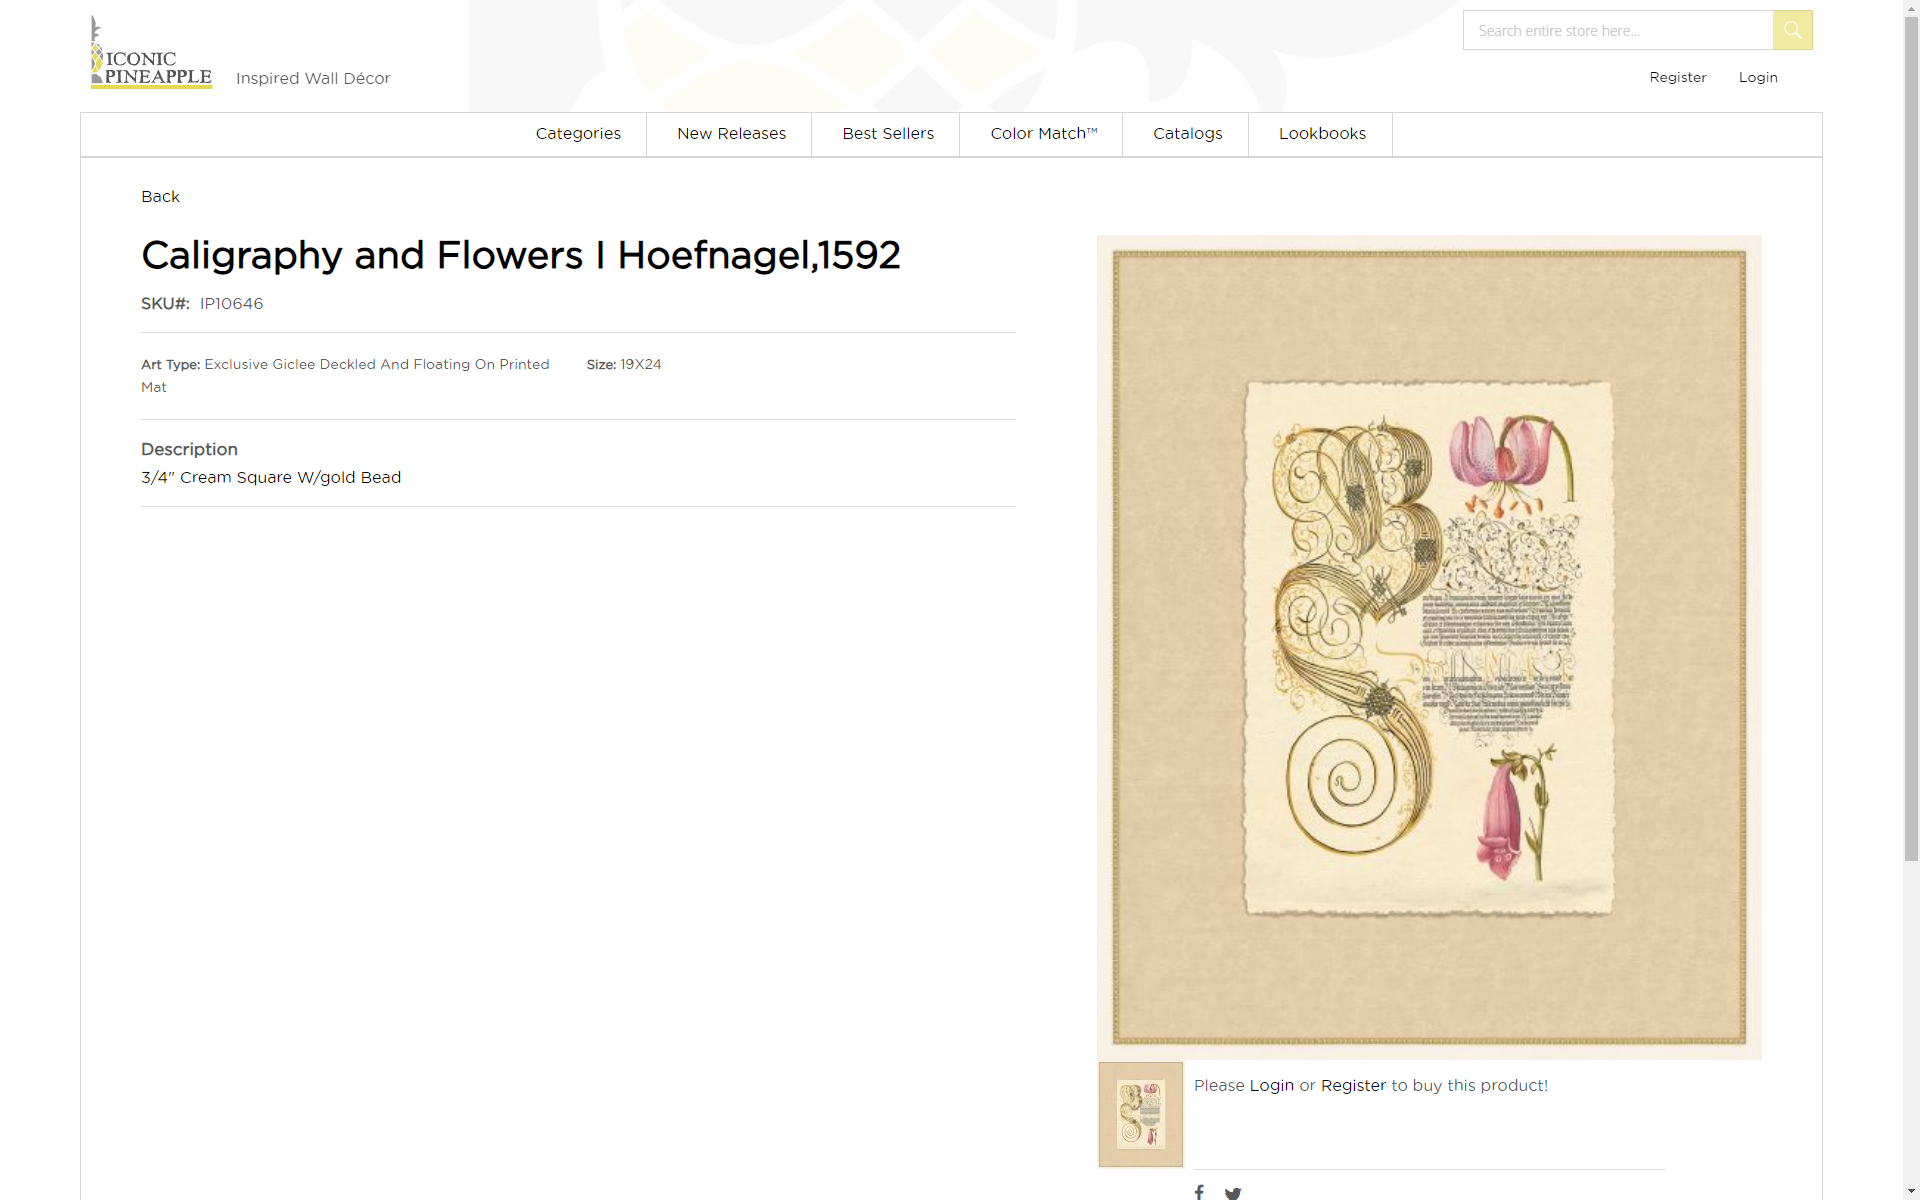 ICONIC
PINEAPPLE
Inspired Wall Décor
Search entire store here...
Register
Login
Categories
New Releases
Best Sellers
Color Match™
Catalogs
Lookbooks
Back
Caligraphy and Flowers I Hoefnagel,1592
SKU#: IP10646
Art Type: Exclusive Giclee Deckled And Floating On Printed
Mat
Size: 19X24
Description
3/4" Cream Square W/gold Bead
Please Login or Register to buy this product!